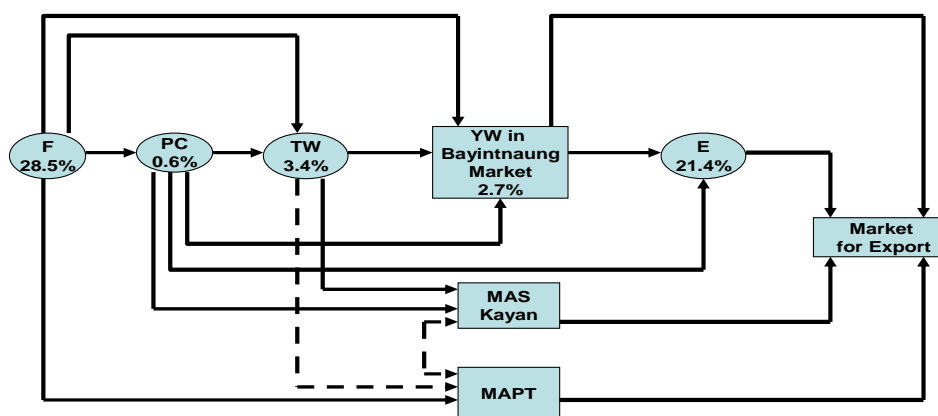 F
28.5%
PC
0.6%
TW
3.4%
YW in
Bayintnaung
Market
2.7%
E
21.4%
Market
for Export
MAS
Kayan
MAPT